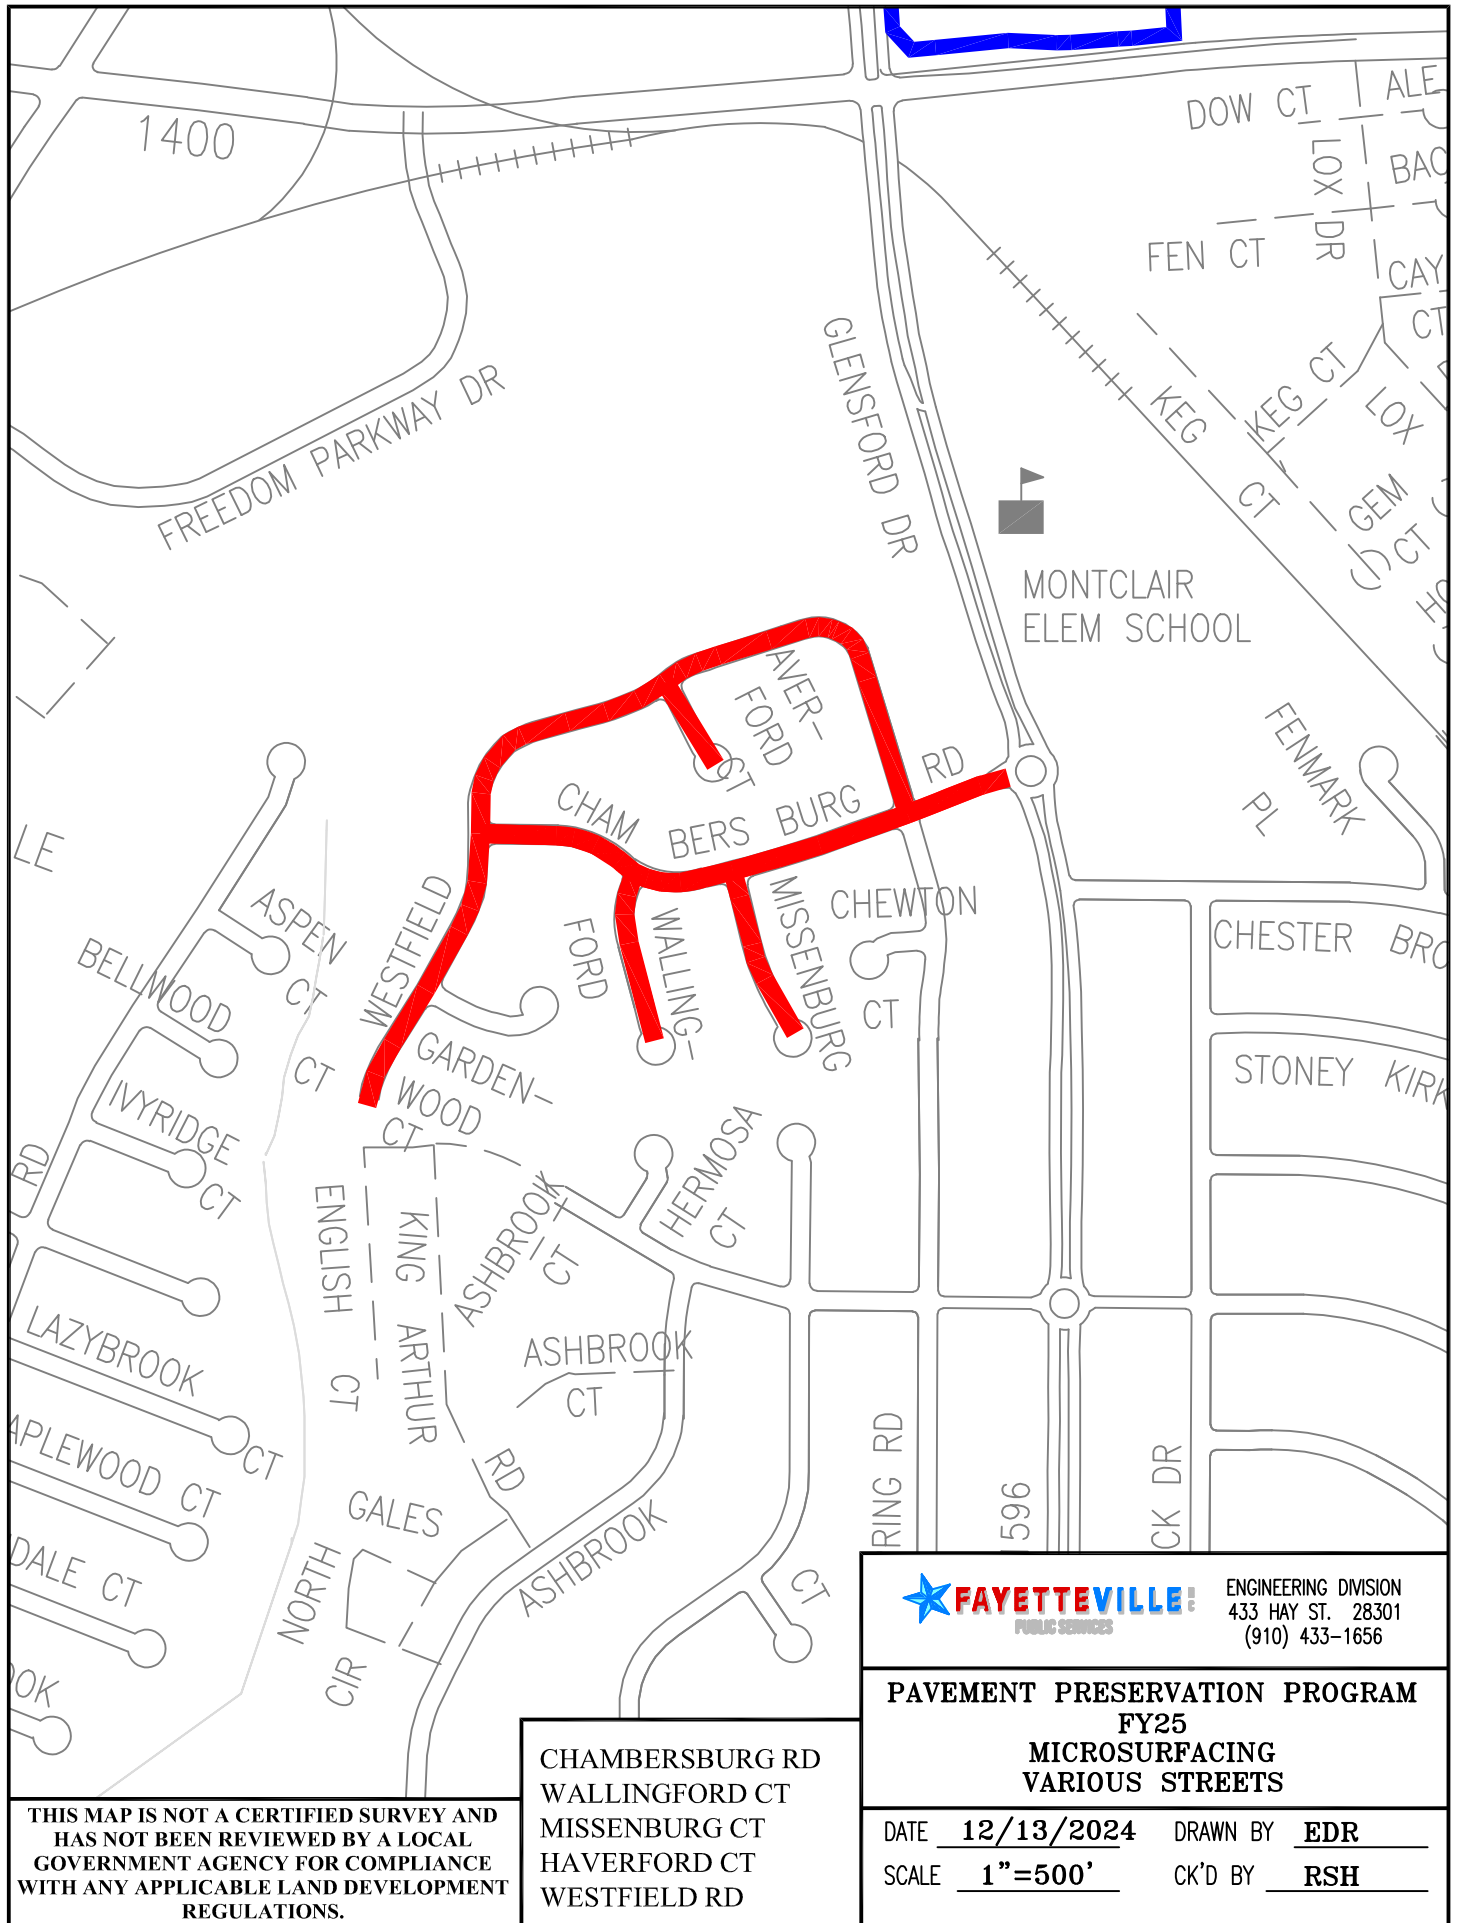 1400
DOW CT
ALE
LOX DR
BAC
FEN CT
CAY
CT
GLENSFORD DR
FREEDOM PARKWAY DR
KEG CT
KEG CT
LOX
GEM CT
MONTCLAIR
ELEM SCHOOL
AVER-
FORD
CT
FENMARK
PL
CHAM BERS BURG RD
LE
WESTFIELD
ASPEN
CT
BELLWOOD
CT
WALLING-
FORD
MISSENBURG
CHEWTON
CT
CHESTER BRO
STONEY KIRK
GARDEN-
WOOD
CT
IVYRIDGE
CT
RD
HERMOSA
CT
ENGLISH CT
KING ARTHUR RD
ASHBROOK
CT
ASHBROOK
CT
LAZYBROOK
CT
APLEWOOD CT
DALE CT
OOK
GALES
NORTH
CIR
ASHBROOK
CT
RING RD
1596
CK DR
FAYETTEVILLE NC
PUBLIC SERVICES
ENGINEERING DIVISION
433 HAY ST. 28301
(910) 433-1656
PAVEMENT PRESERVATION PROGRAM
FY25
MICROSURFACING
VARIOUS STREETS
DATE 12/13/2024 DRAWN BY EDR
SCALE 1"=500' CK'D BY RSH
CHAMBERSBURG RD
WALLINGFORD CT
MISSENBURG CT
HAVERFORD CT
WESTFIELD RD
THIS MAP IS NOT A CERTIFIED SURVEY AND
HAS NOT BEEN REVIEWED BY A LOCAL
GOVERNMENT AGENCY FOR COMPLIANCE
WITH ANY APPLICABLE LAND DEVELOPMENT
REGULATIONS.